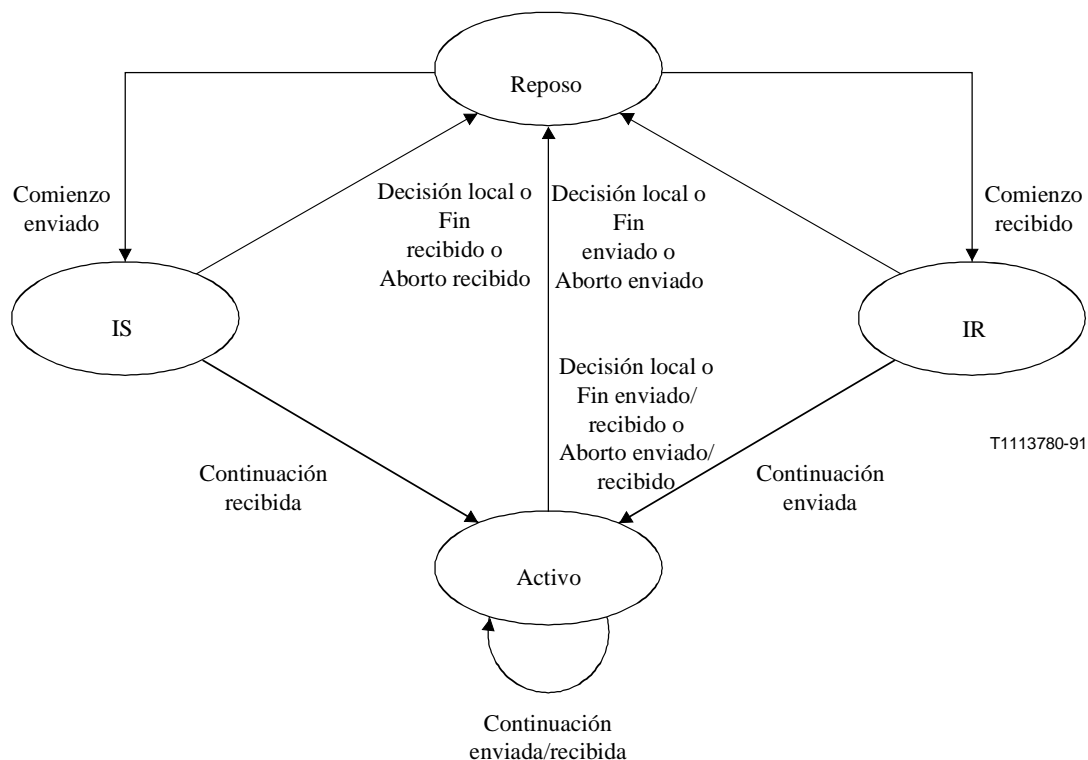 Reposo
Comienzo
enviado
Decisión local o
Fin
recibido o
Aborto recibido
Decisión local o
Fin
enviado o
Aborto enviado
Comienzo
recibido
IS
IR
Decisión local o
Fin enviado/
recibido o
Aborto enviado/
recibido
T1113780-91
Continuación
recibida
Continuación
enviada
Activo
Continuación
enviada/recibida